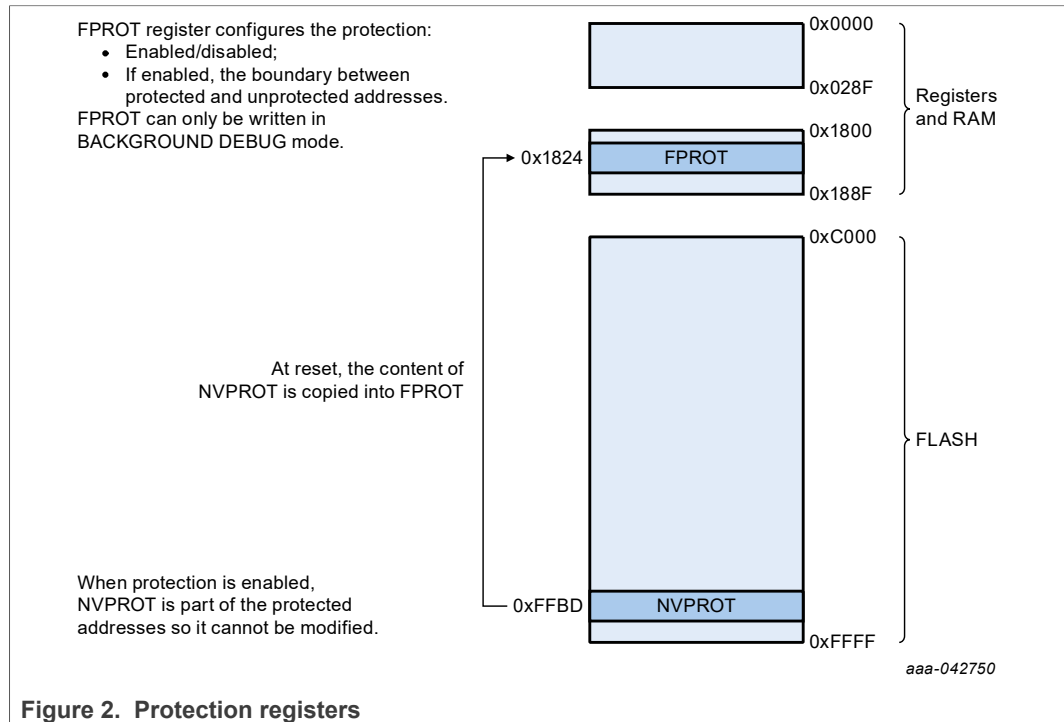 FPROT register configures the protection:
• Enabled/disabled;
• If enabled, the boundary between
protected and unprotected addresses.
FPROT can only be written in
BACKGROUND DEBUG mode.
0x0000
0x028F
Registers
and RAM
0x1800
0x1824
FPROT
0x188F
0xC000
At reset, the content of
NVPROT is copied into FPROT
FLASH
When protection is enabled,
NVPROT is part of the protected
addresses so it cannot be modified.
0xFFBD
NVPROT
0xFFFF
aaa-042750
Figure 2. Protection registers